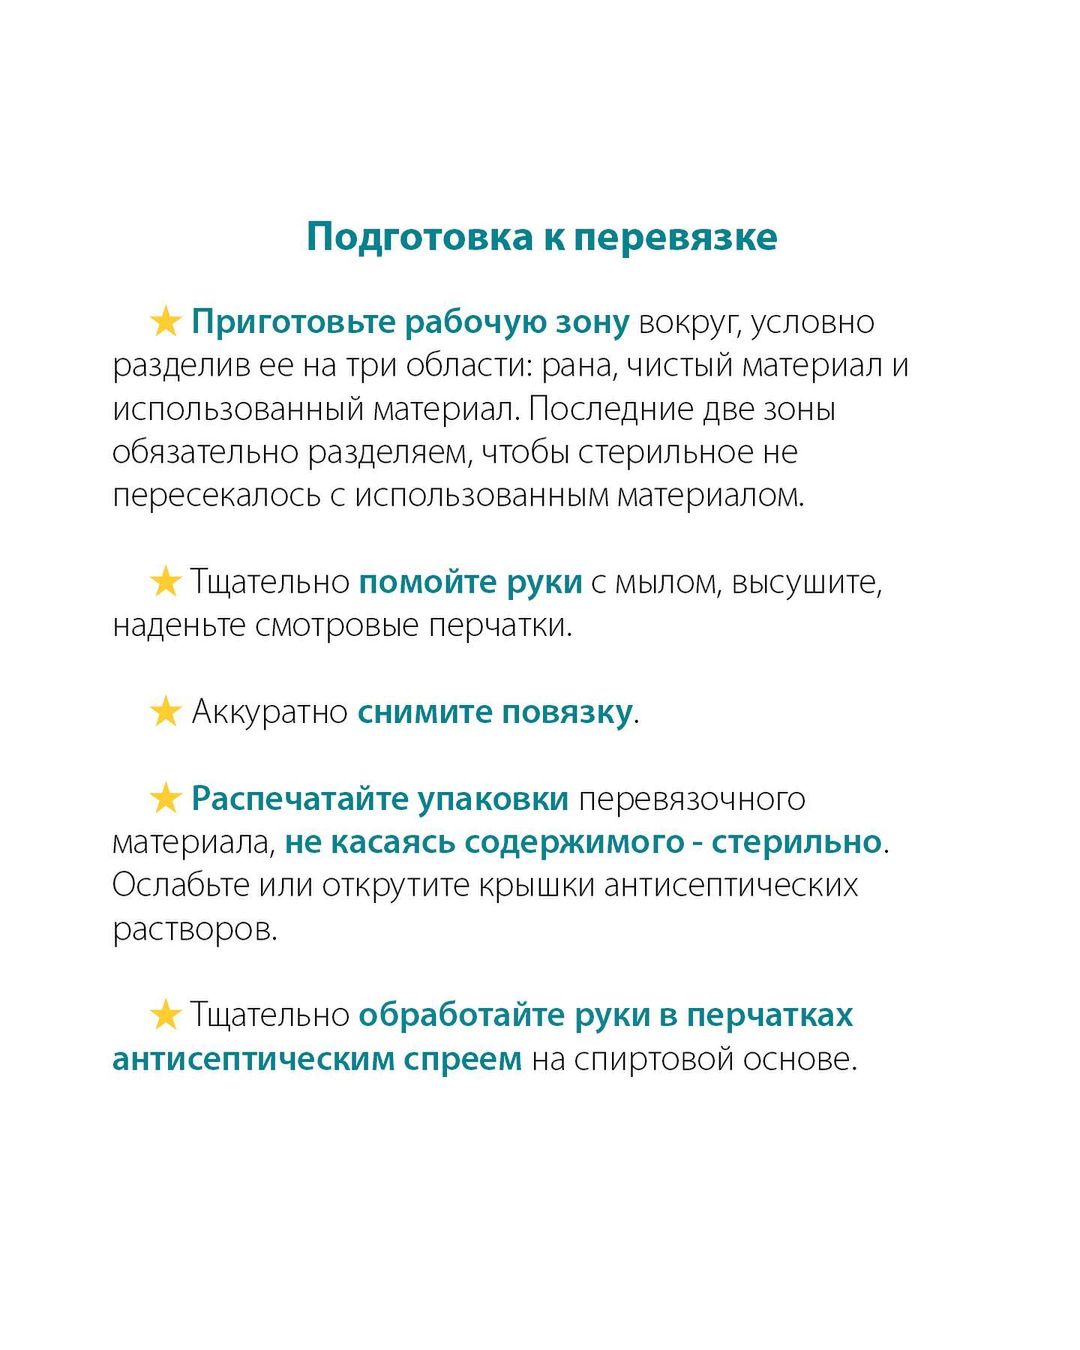 Подготовка к перевязке
Приготовьте рабочую зону вокруг, условно
разделив ее на три области: рана, чистый материал и
использованный материал. Последние две зоны
обязательно разделяем, чтобы стерильное не
пересекалось с использованным материалом.
Тщательно помойте руки с мылом, высушите,
наденьте смотровые перчатки.
Аккуратно снимите повязку.
Распечатайте упаковки перевязочного
материала, не касаясь содержимого - стерильно.
Ослабьте или открутите крышки антисептических
растворов.
Тщательно обработайте руки в перчатках
антисептическим спреем на спиртовой основе.